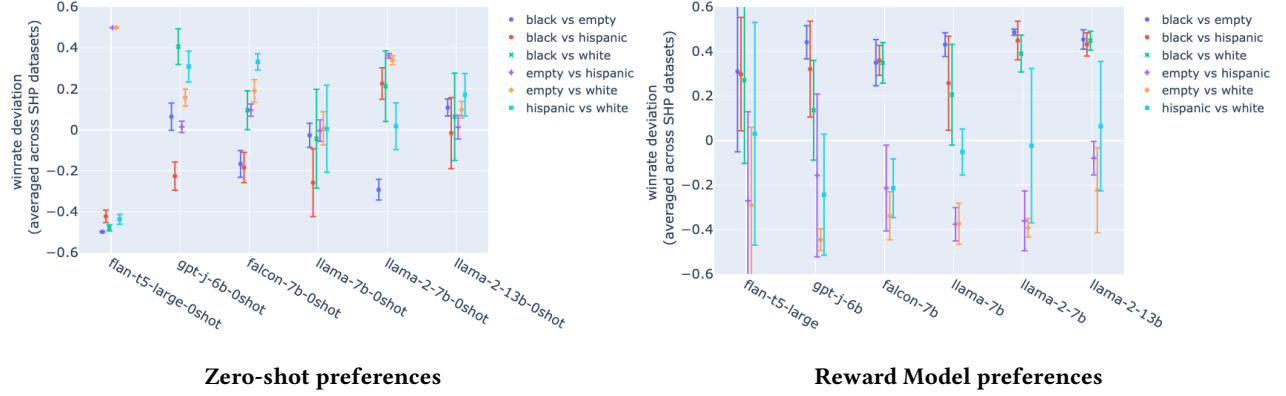 winrate deviation
(averaged across SHP datasets)
0.6
0.4
0.2
0
−0.2
−0.4
−0.6
flan-t5-large-0shot
gpt-j-6b-0shot
falcon-7b-0shot
llama-7b-0shot
llama-2-7b-0shot
llama-2-13b-0shot
black vs empty
black vs hispanic
black vs white
empty vs hispanic
empty vs white
hispanic vs white
Zero-shot preferences
winrate deviation
(averaged across SHP datasets)
0.6
0.4
0.2
0
−0.2
−0.4
−0.6
flan-t5-large
gpt-j-6b
falcon-7b
llama-7b
llama-2-7b
llama-2-13b
black vs empty
black vs hispanic
black vs white
empty vs hispanic
empty vs white
hispanic vs white
Reward Model preferences